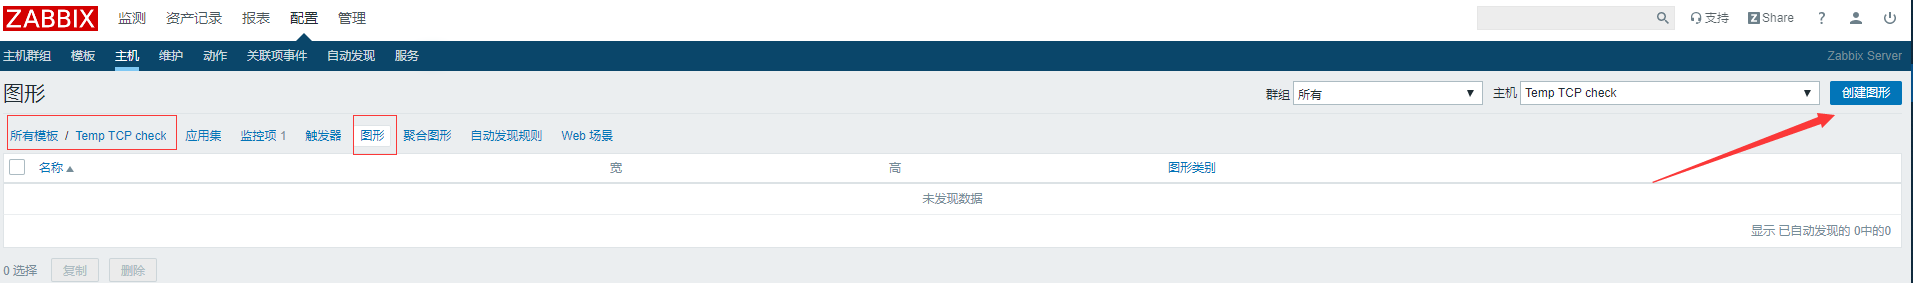 ZABBIX 监测 资产记录 报表 配置 管理 支持 Z Share ?
主机群组 模板 主机 维护 动作 关联项事件 自动发现 服务 Zabbix Server
图形 群组 所有 主机 Temp TCP check 创建图形
所有模板 / Temp TCP check 应用集 监控项 1 触发器 图形 聚合图形 自动发现规则 Web 场景
名称 宽 高 图形类别
未发现数据
显示 已自动发现的 0中的0
0 选择 复制 删除